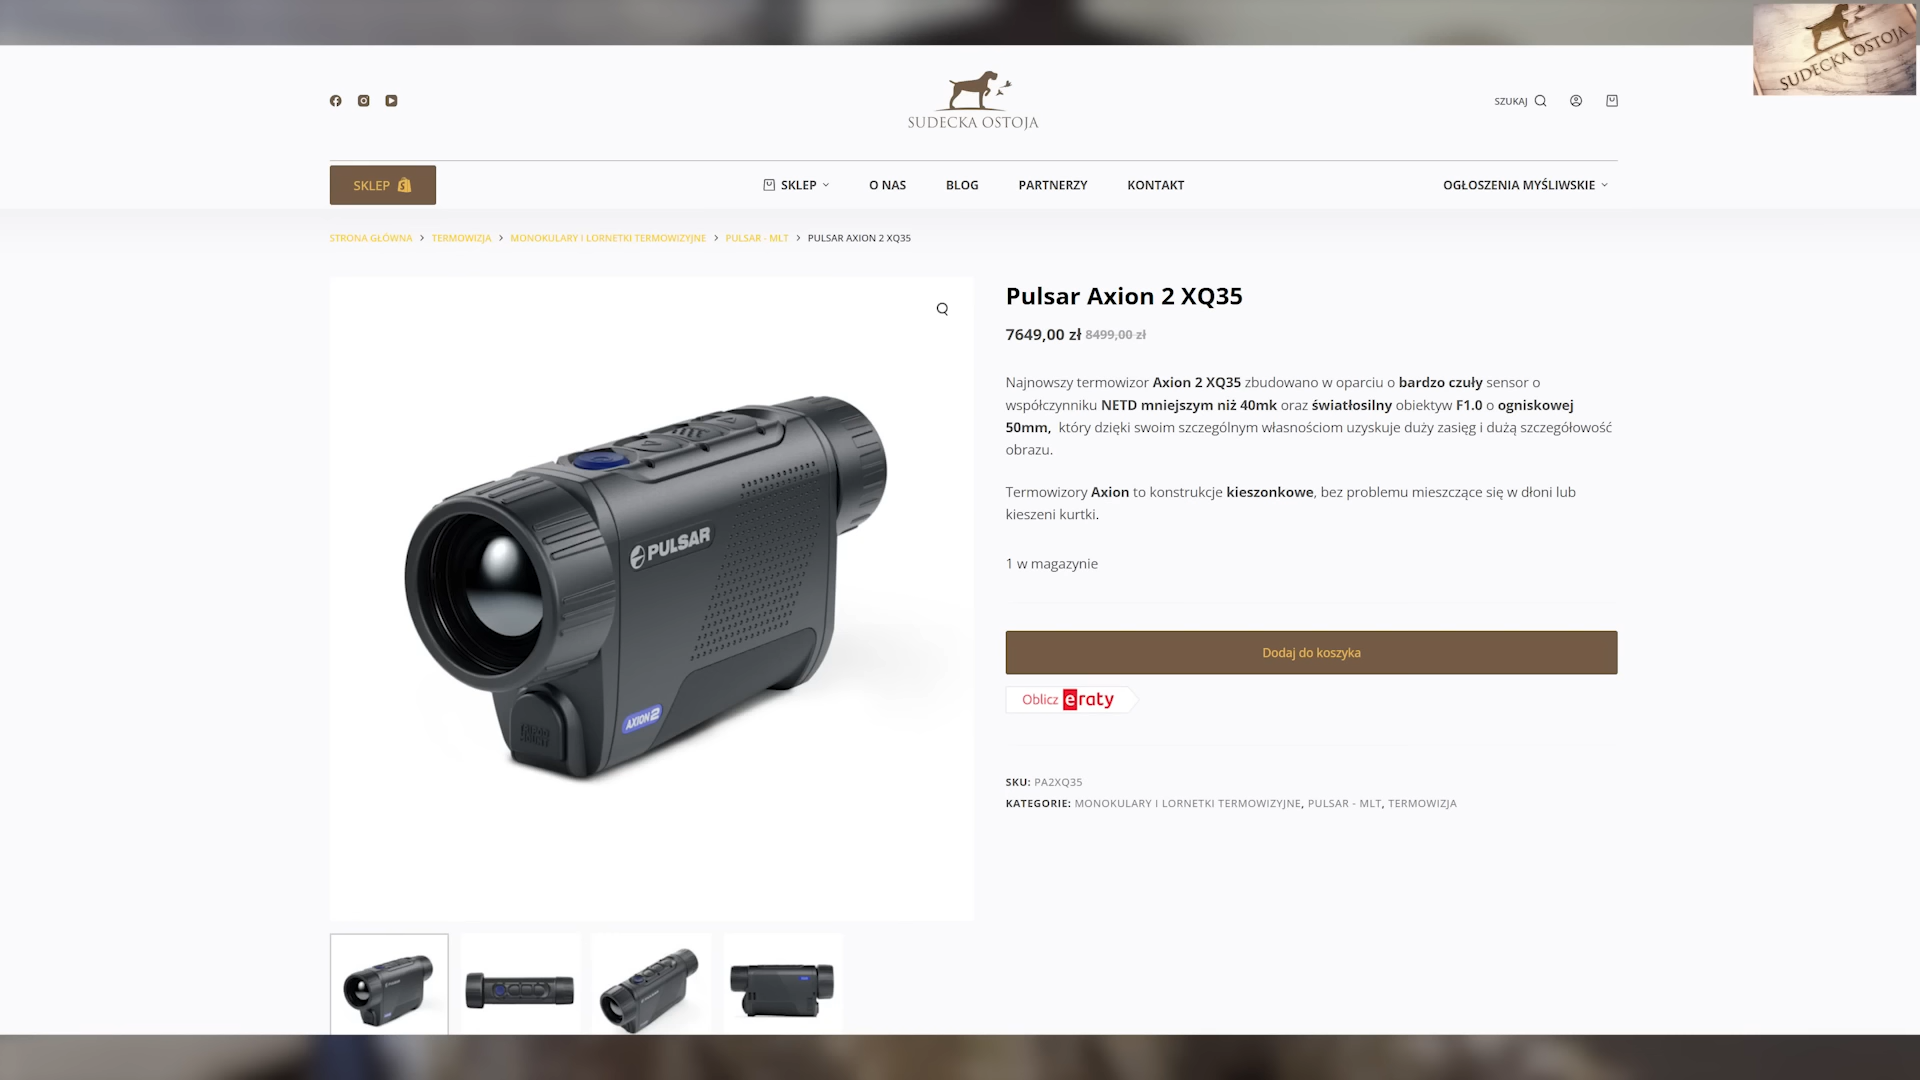 SUDECKA OSTOJA
SUDECKA OSTOJA
SZUKAJ
SKLEP
SKLEP
O NAS
BLOG
PARTNERZY
KONTAKT
OGŁOSZENIA MYŚLIWSKIE
STRONA GŁÓWNA > TERMOWIZJA > MONOKULARY I LORNETKI TERMOWIZYJNE > PULSAR - MLT > PULSAR AXION 2 XQ35
PULSAR
AXION 2
Pulsar Axion 2 XQ35
7649,00 zł 8499,00 zł
Najnowszy termowizor Axion 2 XQ35 zbudowano w oparciu o bardzo czuły sensor o
współczynniku NETD mniejszym niż 40mk oraz światłosilny obiektyw F1.0 o ogniskowej
50mm, który dzięki swoim szczególnym własnościom uzyskuje duży zasięg i dużą szczegółowość
obrazu.
Termowizory Axion to konstrukcje kieszonkowe, bez problemu mieszczące się w dłoni lub
kieszeni kurtki.
1 w magazynie
Dodaj do koszyka
Oblicz eraty
SKU: PA2XQ35
KATEGORIE: MONOKULARY I LORNETKI TERMOWIZYJNE, PULSAR - MLT, TERMOWIZJA